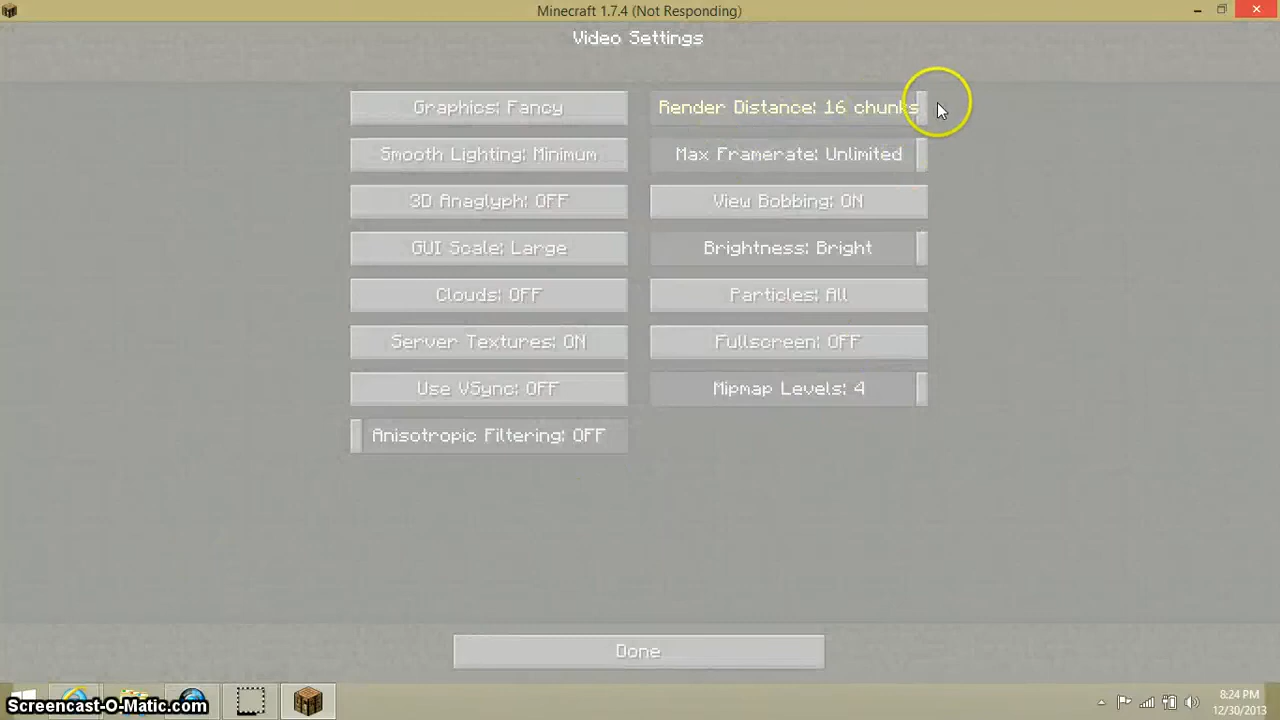 Minecraft 1.7.4 (Not Responding)
Video Settings
Graphics: Fancy
Render Distance: 16 chunks
Smooth Lighting: Minimum
Max Framerate: Unlimited
3D Anaglyph: OFF
View Bobbing: ON
GUI Scale: Large
Brightness: Bright
Clouds: OFF
Particles: All
Server Textures: ON
Fullscreen: OFF
Use VSync: OFF
Mipmap Levels: 4
Anisotropic Filtering: OFF
Done
Screencast-O-Matic.com
8:24 PM
12/30/2013